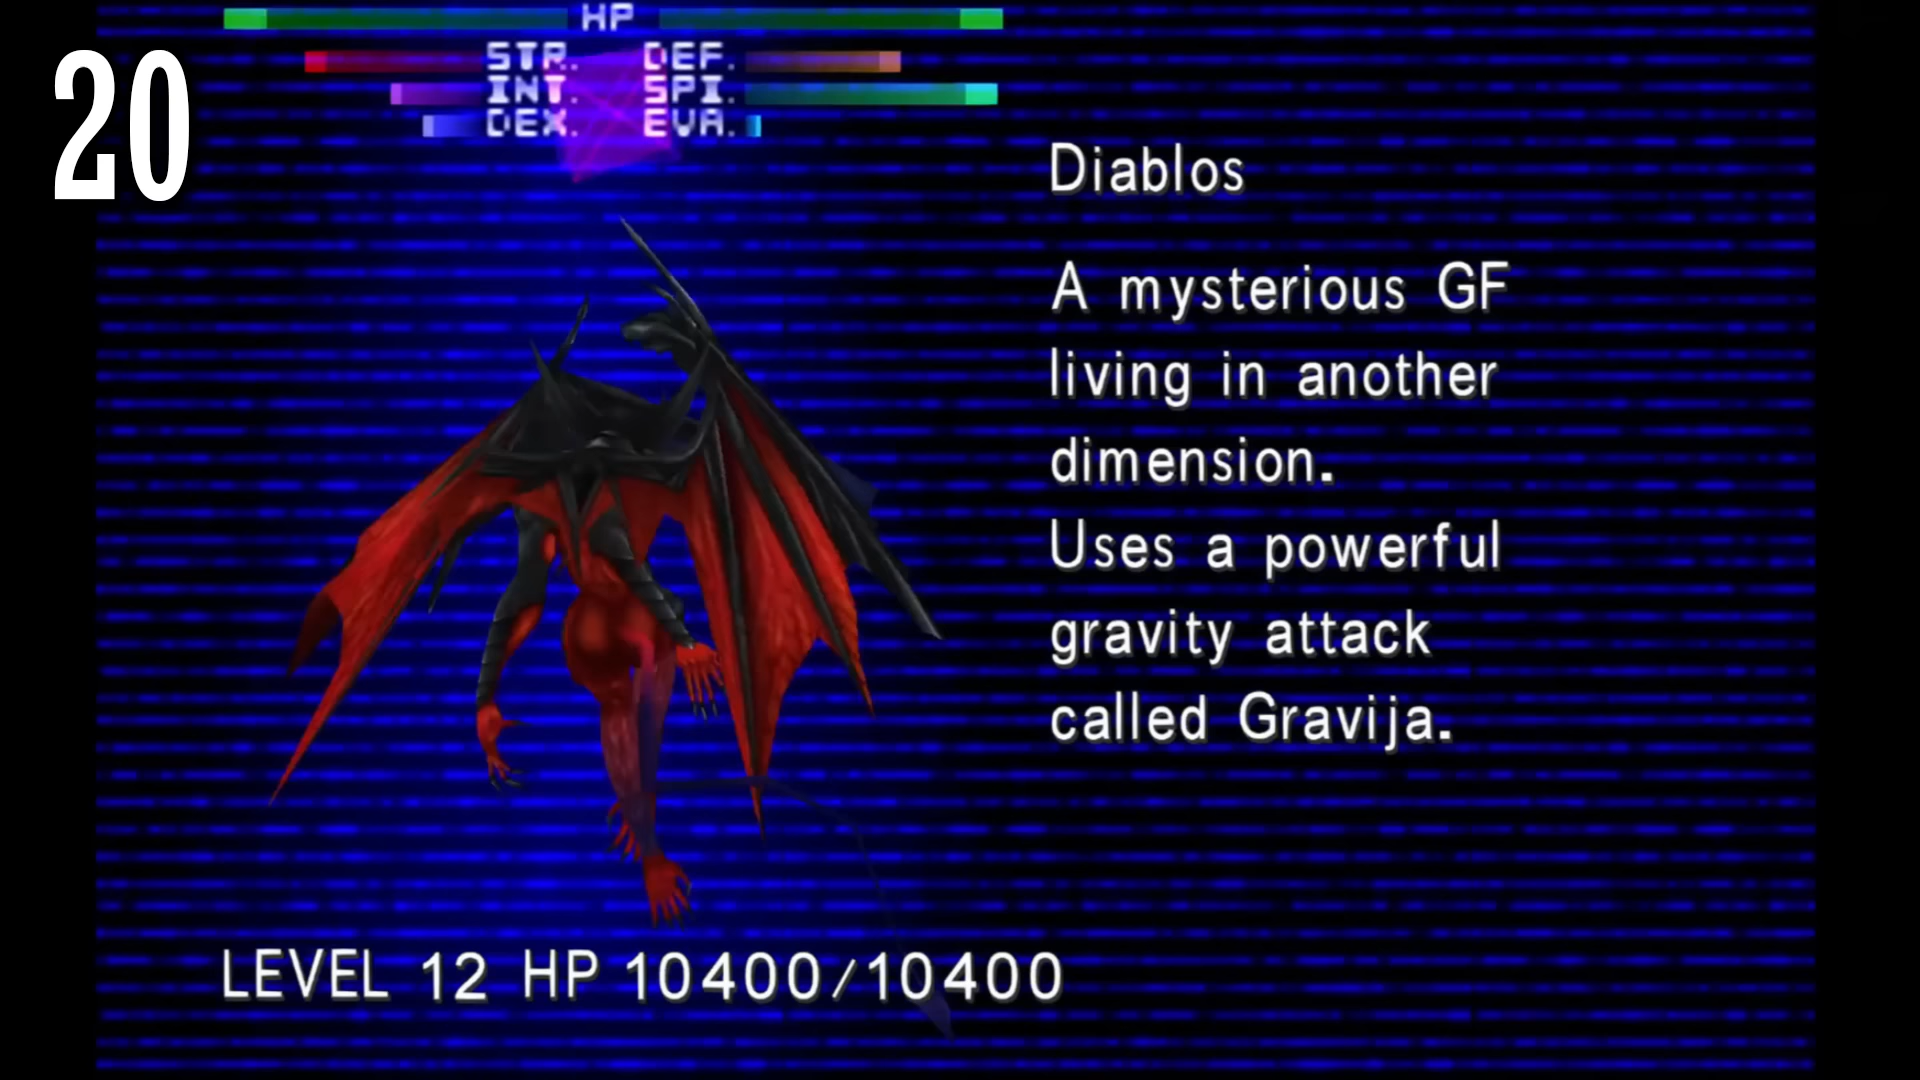 20
HP
STR. DEF.
INT. SPI.
DEX. EVA.
Diablos
A mysterious GF
living in another
dimension.
Uses a powerful
gravity attack
called Gravija.
LEVEL 12 HP 10400/10400